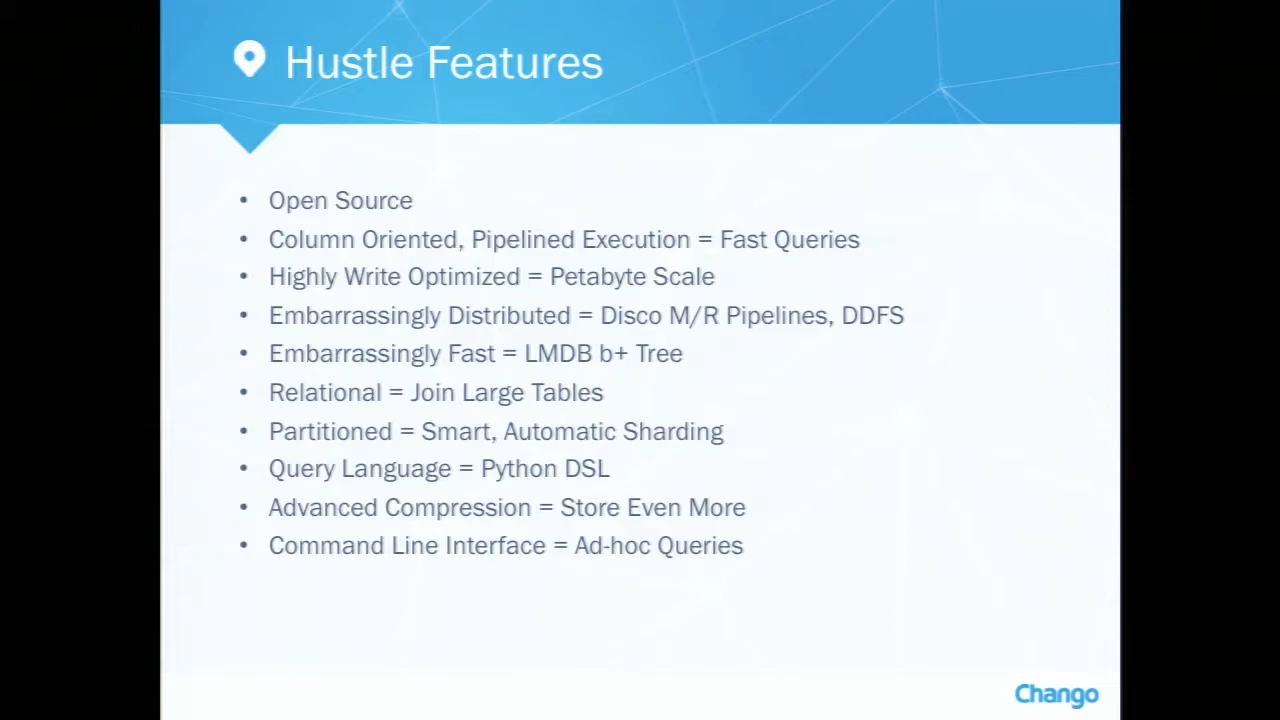 Hustle Features
• Open Source
• Column Oriented, Pipelined Execution = Fast Queries
• Highly Write Optimized = Petabyte Scale
• Embarrassingly Distributed = Disco M/R Pipelines, DDFS
• Embarrassingly Fast = LMDB b+ Tree
• Relational = Join Large Tables
• Partitioned = Smart, Automatic Sharding
• Query Language = Python DSL
• Advanced Compression = Store Even More
• Command Line Interface = Ad-hoc Queries
Chango